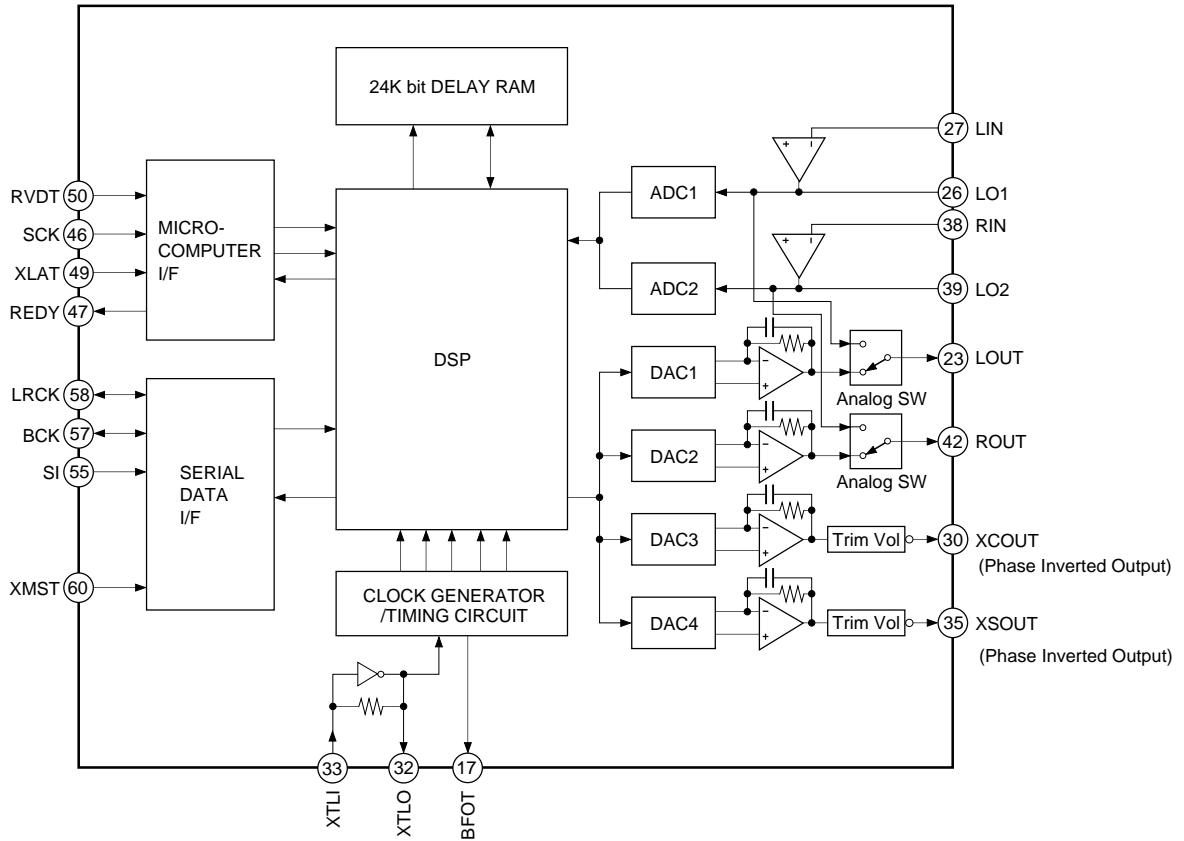 24K bit DELAY RAM
27 LIN
RVDT 50
MICRO-
COMPUTER
I/F
ADC1
26 LO1
SCK 46
38 RIN
XLAT 49
REDY 47
ADC2
39 LO2
DSP
DAC1
−
+
23 LOUT
Analog SW
LRCK 58
BCK 57
SI 55
SERIAL
DATA
I/F
DAC2
−
+
42 ROUT
Analog SW
DAC3
−
+
Trim Vol
30 XCOUT
(Phase Inverted Output)
XMST 60
CLOCK GENERATOR
/TIMING CIRCUIT
DAC4
−
+
Trim Vol
35 XSOUT
(Phase Inverted Output)
+ −
+ −
33 32 17
XTLI
XTLO
BFOT